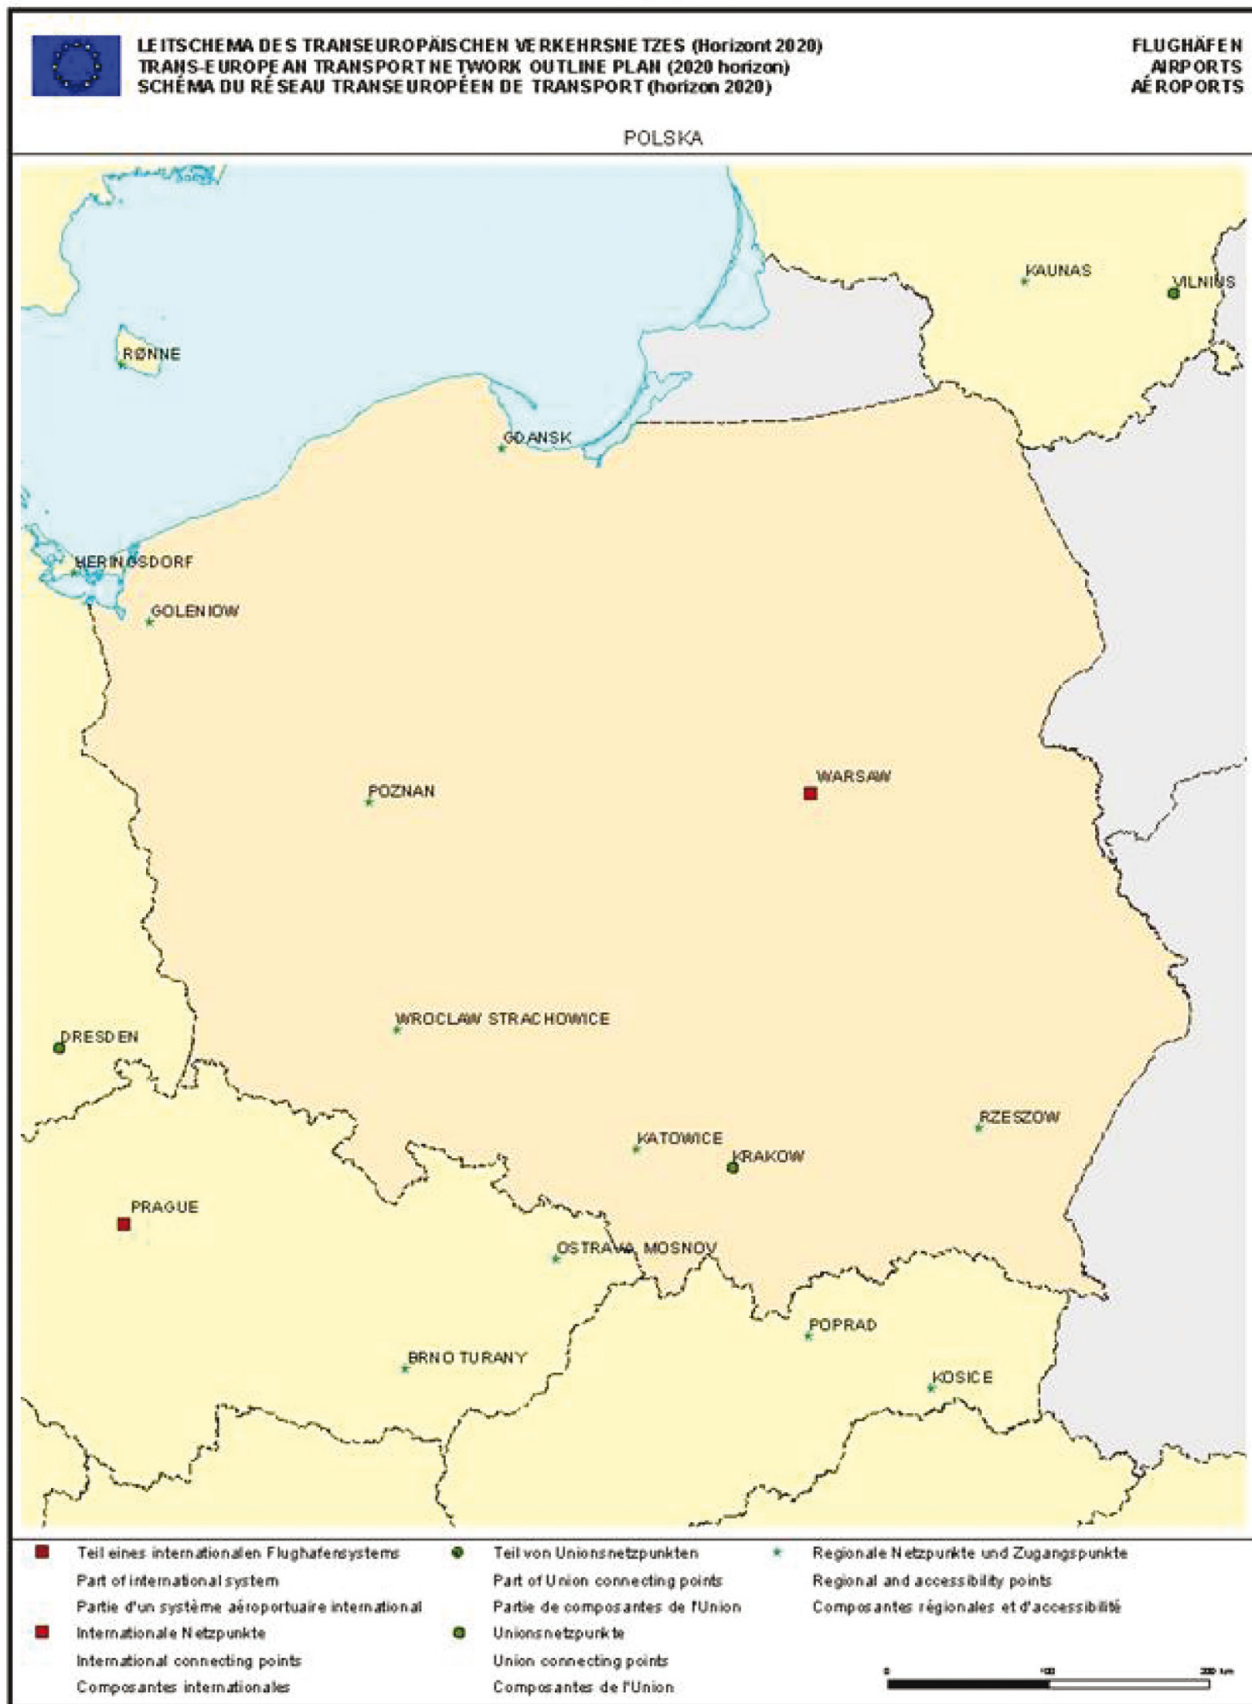 LEITSCHEMA DES TRANSEUROPÄISCHEN VERKEHRSNETZES (Horizont 2020)
TRANS-EUROPEAN TRANSPORT NETWORK OUTLINE PLAN (2020 horizon)
SCHÉMA DU RÉSEAU TRANSEUROPÉEN DE TRANSPORT (horizon 2020)
FLUGHÄFEN
AIRPORTS
AÉROPORTS
POLSKA
KAUNAS
VILNIUS
RØNNE
GDANSK
HERINGSDORF
GOLENIOW
WARSAW
POZNAN
WROCLAW STRACHOWICE
DRESDEN
RZESZOW
KATOWICE
KRAKOW
PRAGUE
OSTRAVA MOSNOV
POPRAD
BRNO TURANY
KOSICE
Teil eines internationalen Flughafensystems
Part of international system
Partie d'un système aéroportuaire international
Internationale Netzpunkte
International connecting points
Composantes internationales
Teil von Unionsnetzpunkten
Part of Union connecting points
Partie de composantes de l'Union
Unionsnetzpunkte
Union connecting points
Composantes de l'Union
Regionale Netzpunkte und Zugangspunkte
Regional and accessibility points
Composantes régionales et d'accessibilité
0 100 200 km